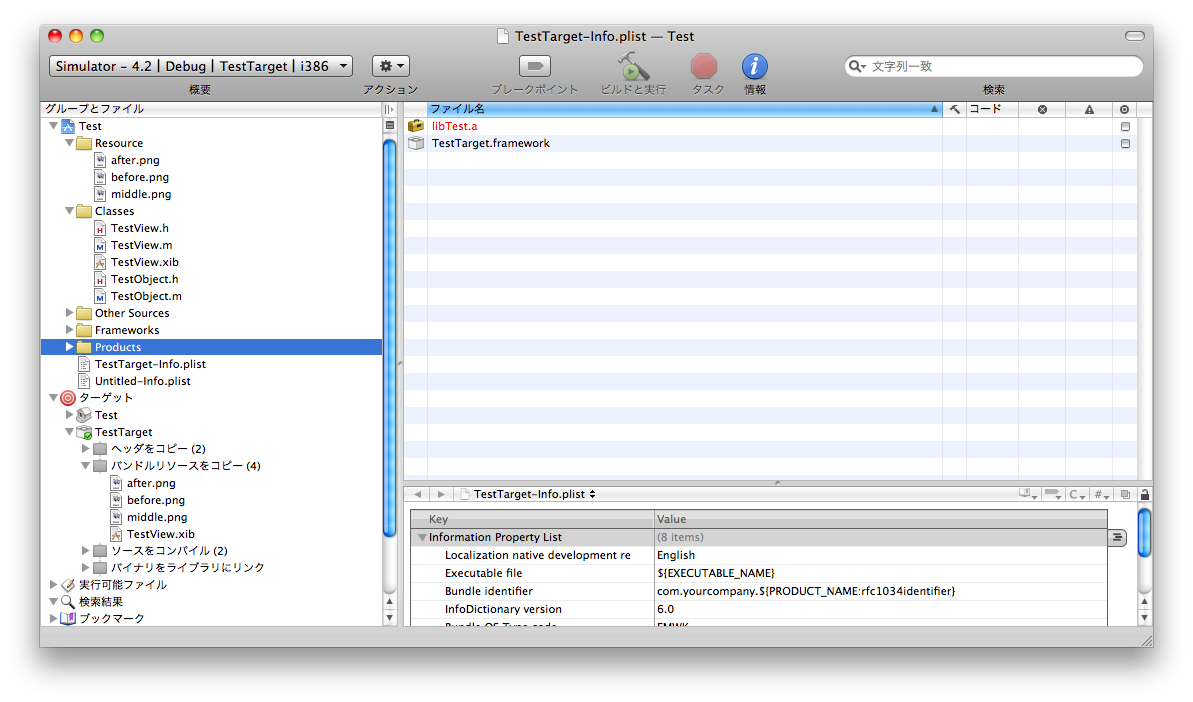 TestTarget-Info.plist — Test
Simulator - 4.2 | Debug | TestTarget | i386
文字列一致
概要
アクション
ブレークポイント
ビルドと実行
タスク
情報
検索
グループとファイル
Test
Resource
after.png
before.png
middle.png
Classes
TestView.h
TestView.m
TestView.xib
TestObject.h
TestObject.m
Other Sources
Frameworks
Products
TestTarget-Info.plist
Untitled-Info.plist
ターゲット
Test
TestTarget
ヘッダをコピー (2)
バンドルリソースをコピー (4)
after.png
before.png
middle.png
TestView.xib
ソースをコンパイル (2)
バイナリをライブラリにリンク
実行可能ファイル
検索結果
ブックマーク
ファイル名 コード
libTest.a
TestTarget.framework
TestTarget-Info.plist C #
Key Value
Information Property List (8 items)
Localization native development re English
Executable file ${EXECUTABLE_NAME}
Bundle identifier com.yourcompany.${PRODUCT_NAME:rfc1034identifier}
InfoDictionary version 6.0
Bundle OS Type code FMWK